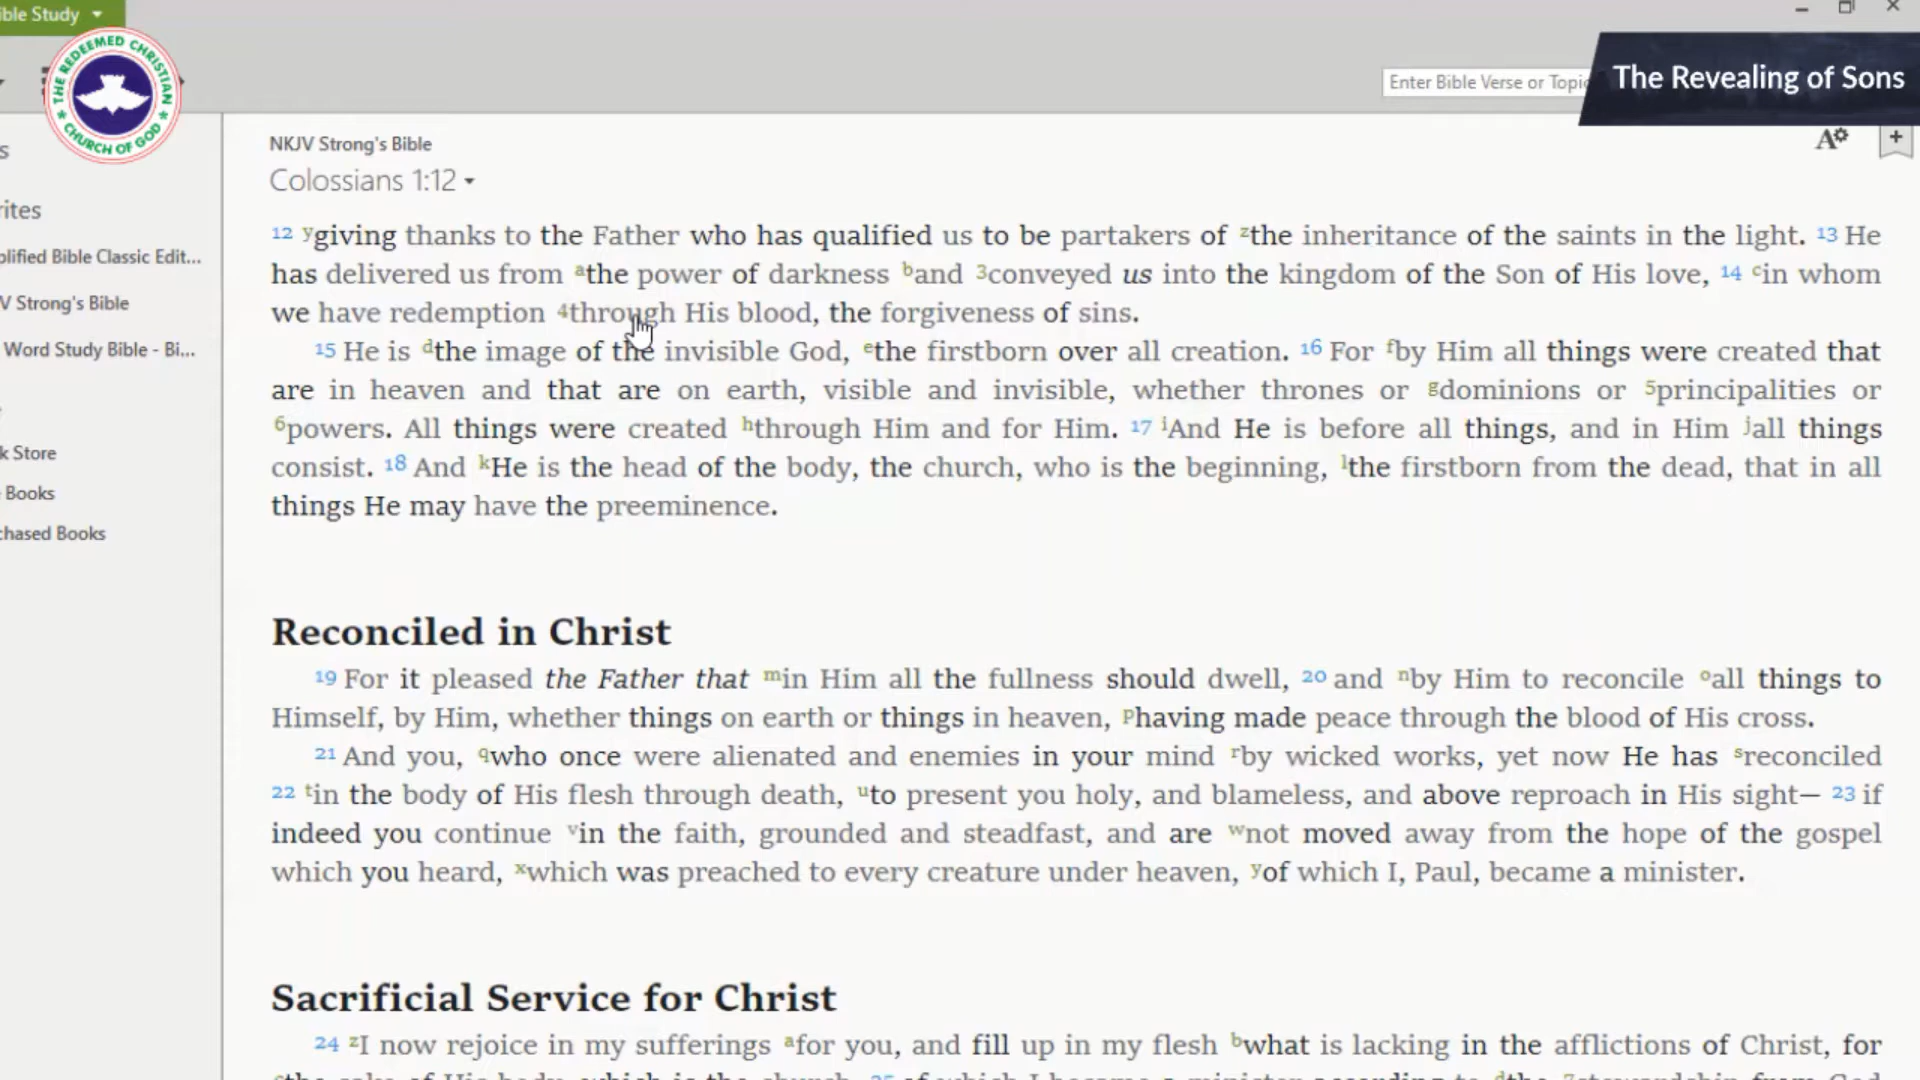 ible Study
THE REDEEMED CHRISTIAN CHURCH OF GOD
Enter Bible Verse or Topic
The Revealing of Sons
s
rites
plified Bible Classic Edit...
V Strong's Bible
Word Study Bible - Bi...
k Store
Books
chased Books
NKJV Strong's Bible
Colossians 1:12
12 ygiving thanks to the Father who has qualified us to be partakers of zthe inheritance of the saints in the light. 13 He
has delivered us from athe power of darkness band 3conveyed us into the kingdom of the Son of His love, 14 cin whom
we have redemption 4through His blood, the forgiveness of sins.
15 He is dthe image of the invisible God, ethe firstborn over all creation. 16 For fby Him all things were created that
are in heaven and that are on earth, visible and invisible, whether thrones or gdominions or 5principalities or
6powers. All things were created hthrough Him and for Him. 17 iAnd He is before all things, and in Him jall things
consist. 18 And kHe is the head of the body, the church, who is the beginning, lthe firstborn from the dead, that in all
things He may have the preeminence.
Reconciled in Christ
19 For it pleased the Father that min Him all the fullness should dwell, 20 and nby Him to reconcile oall things to
Himself, by Him, whether things on earth or things in heaven, phaving made peace through the blood of His cross.
21 And you, qwho once were alienated and enemies in your mind rby wicked works, yet now He has sreconciled
22 tin the body of His flesh through death, uto present you holy, and blameless, and above reproach in His sight— 23 if
indeed you continue vin the faith, grounded and steadfast, and are wnot moved away from the hope of the gospel
which you heard, xwhich was preached to every creature under heaven, yof which I, Paul, became a minister.
Sacrificial Service for Christ
24 zI now rejoice in my sufferings afor you, and fill up in my flesh bwhat is lacking in the afflictions of Christ, for